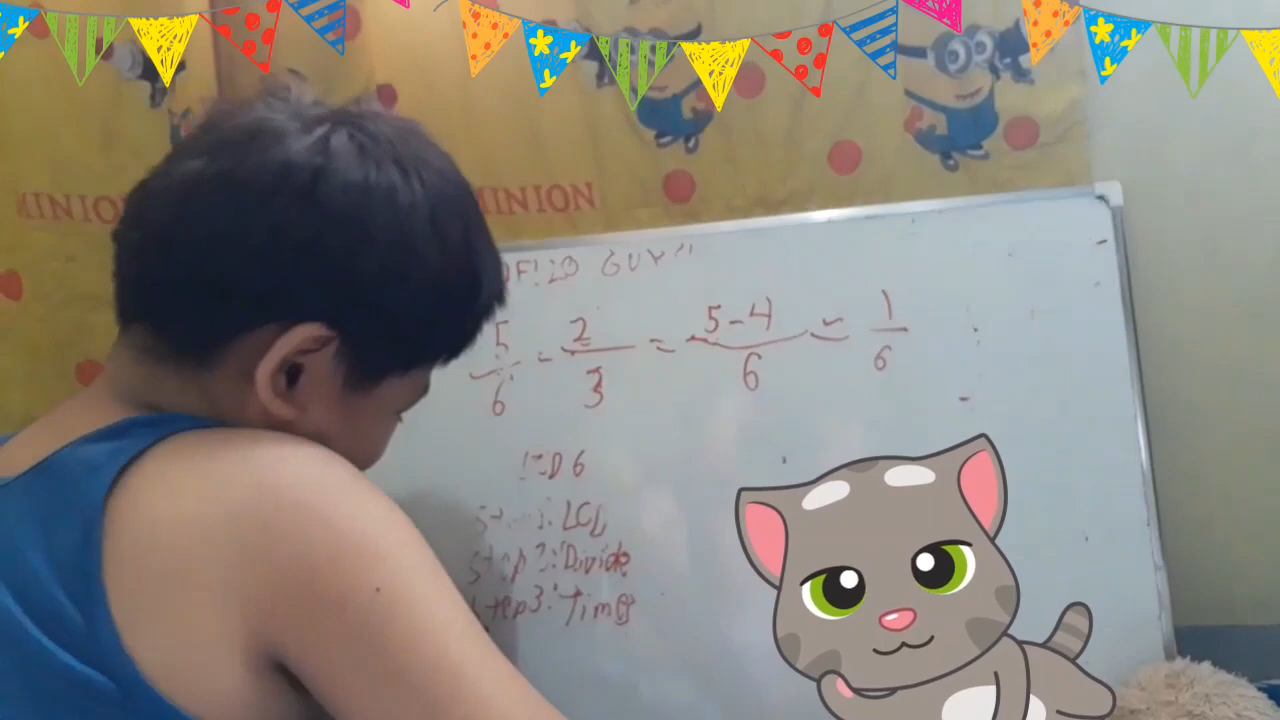 MINION MINION
GUYS
5/6 - 2/3 = 5-4/6 = 1/6
LCD 6
LCD
Step 2: Divide
Step 3: Times